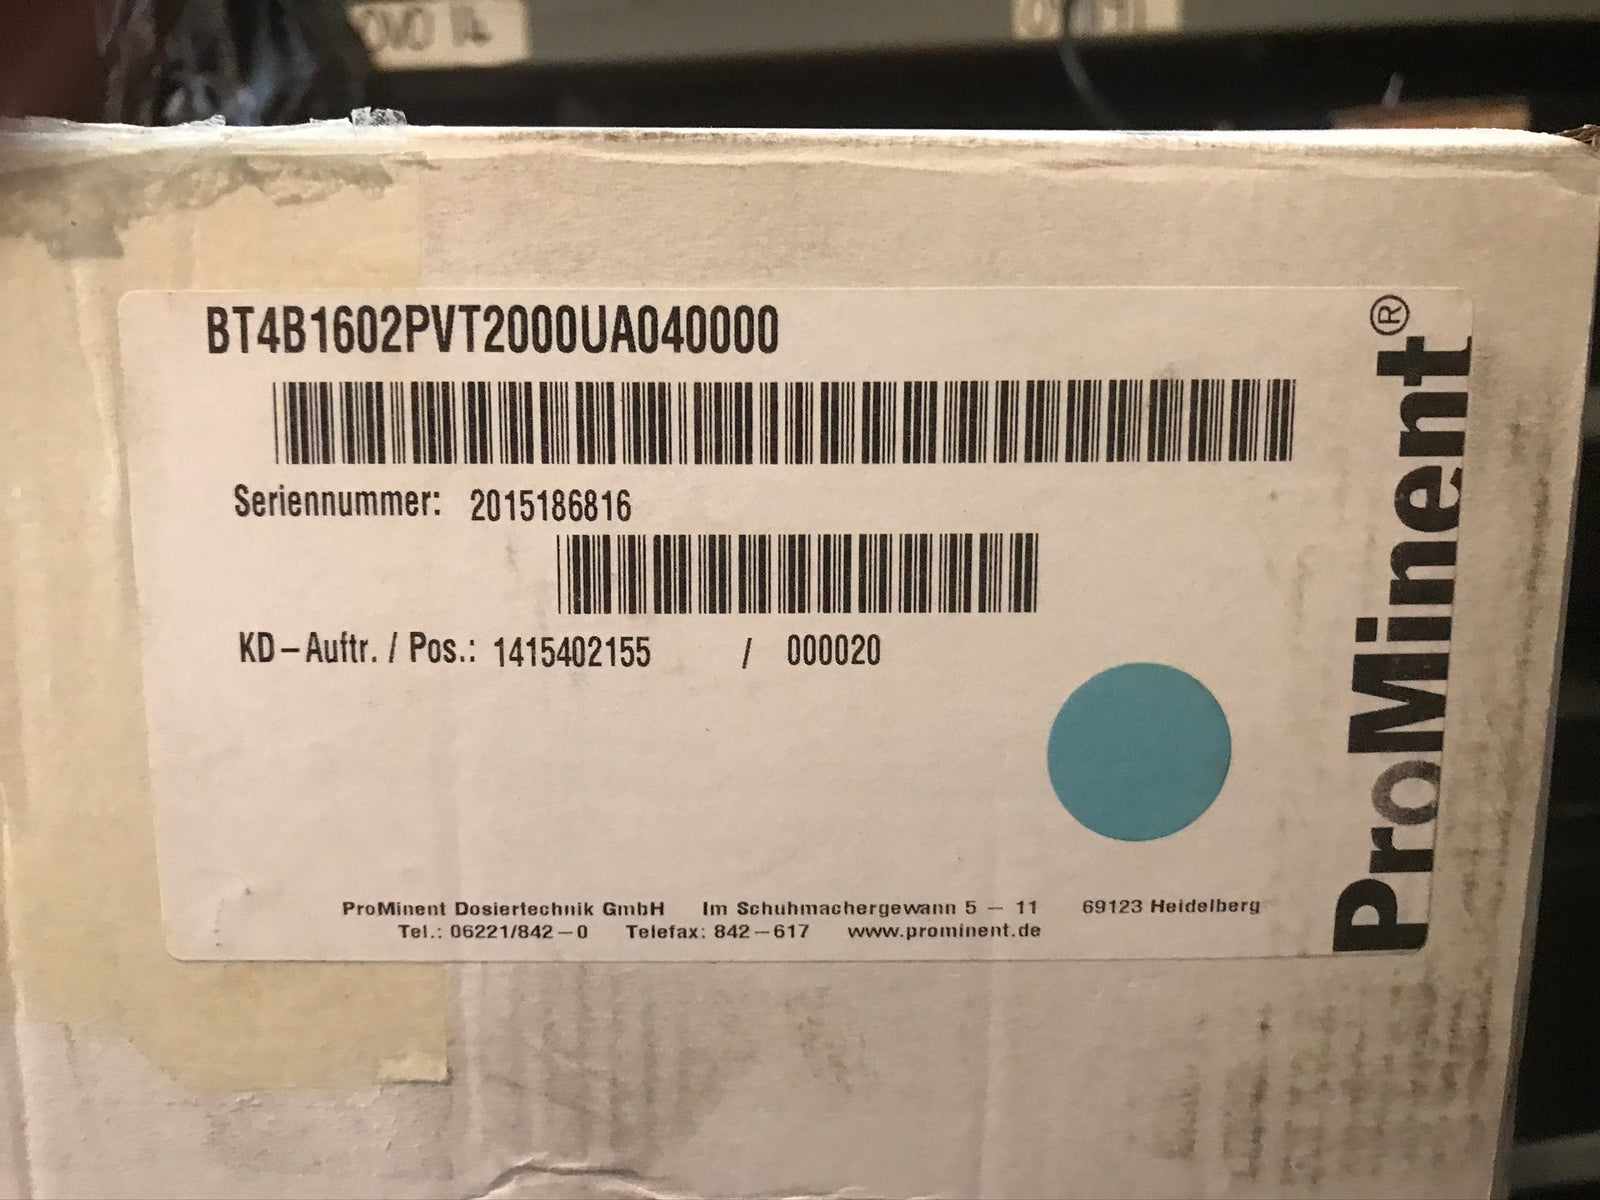 BT4B1602PVT2000UA040000
Seriennummer: 2015186816
KD-Auftr. / Pos.: 1415402155 / 000020
ProMinent Dosiertechnik GmbH Im Schuhmachergewann 5 - 11 69123 Heidelberg
Tel.: 06221/842-0 Telefax: 842-617 www.prominent.de
ProMinent®